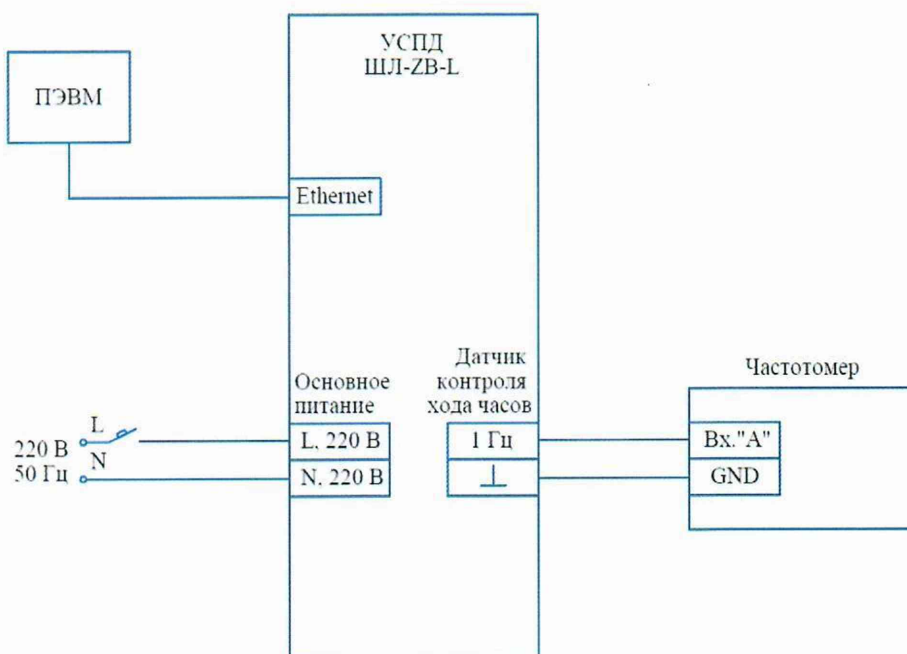 УСПД
ШЛ-ZB-L
ПЭВМ
Ethernet
Основное
питание
Датчик
контроля
хода часов
Частотомер
220 В
50 Гц
L
N
L. 220 В
N. 220 В
1 Гц
⊥
Вх."А"
GND